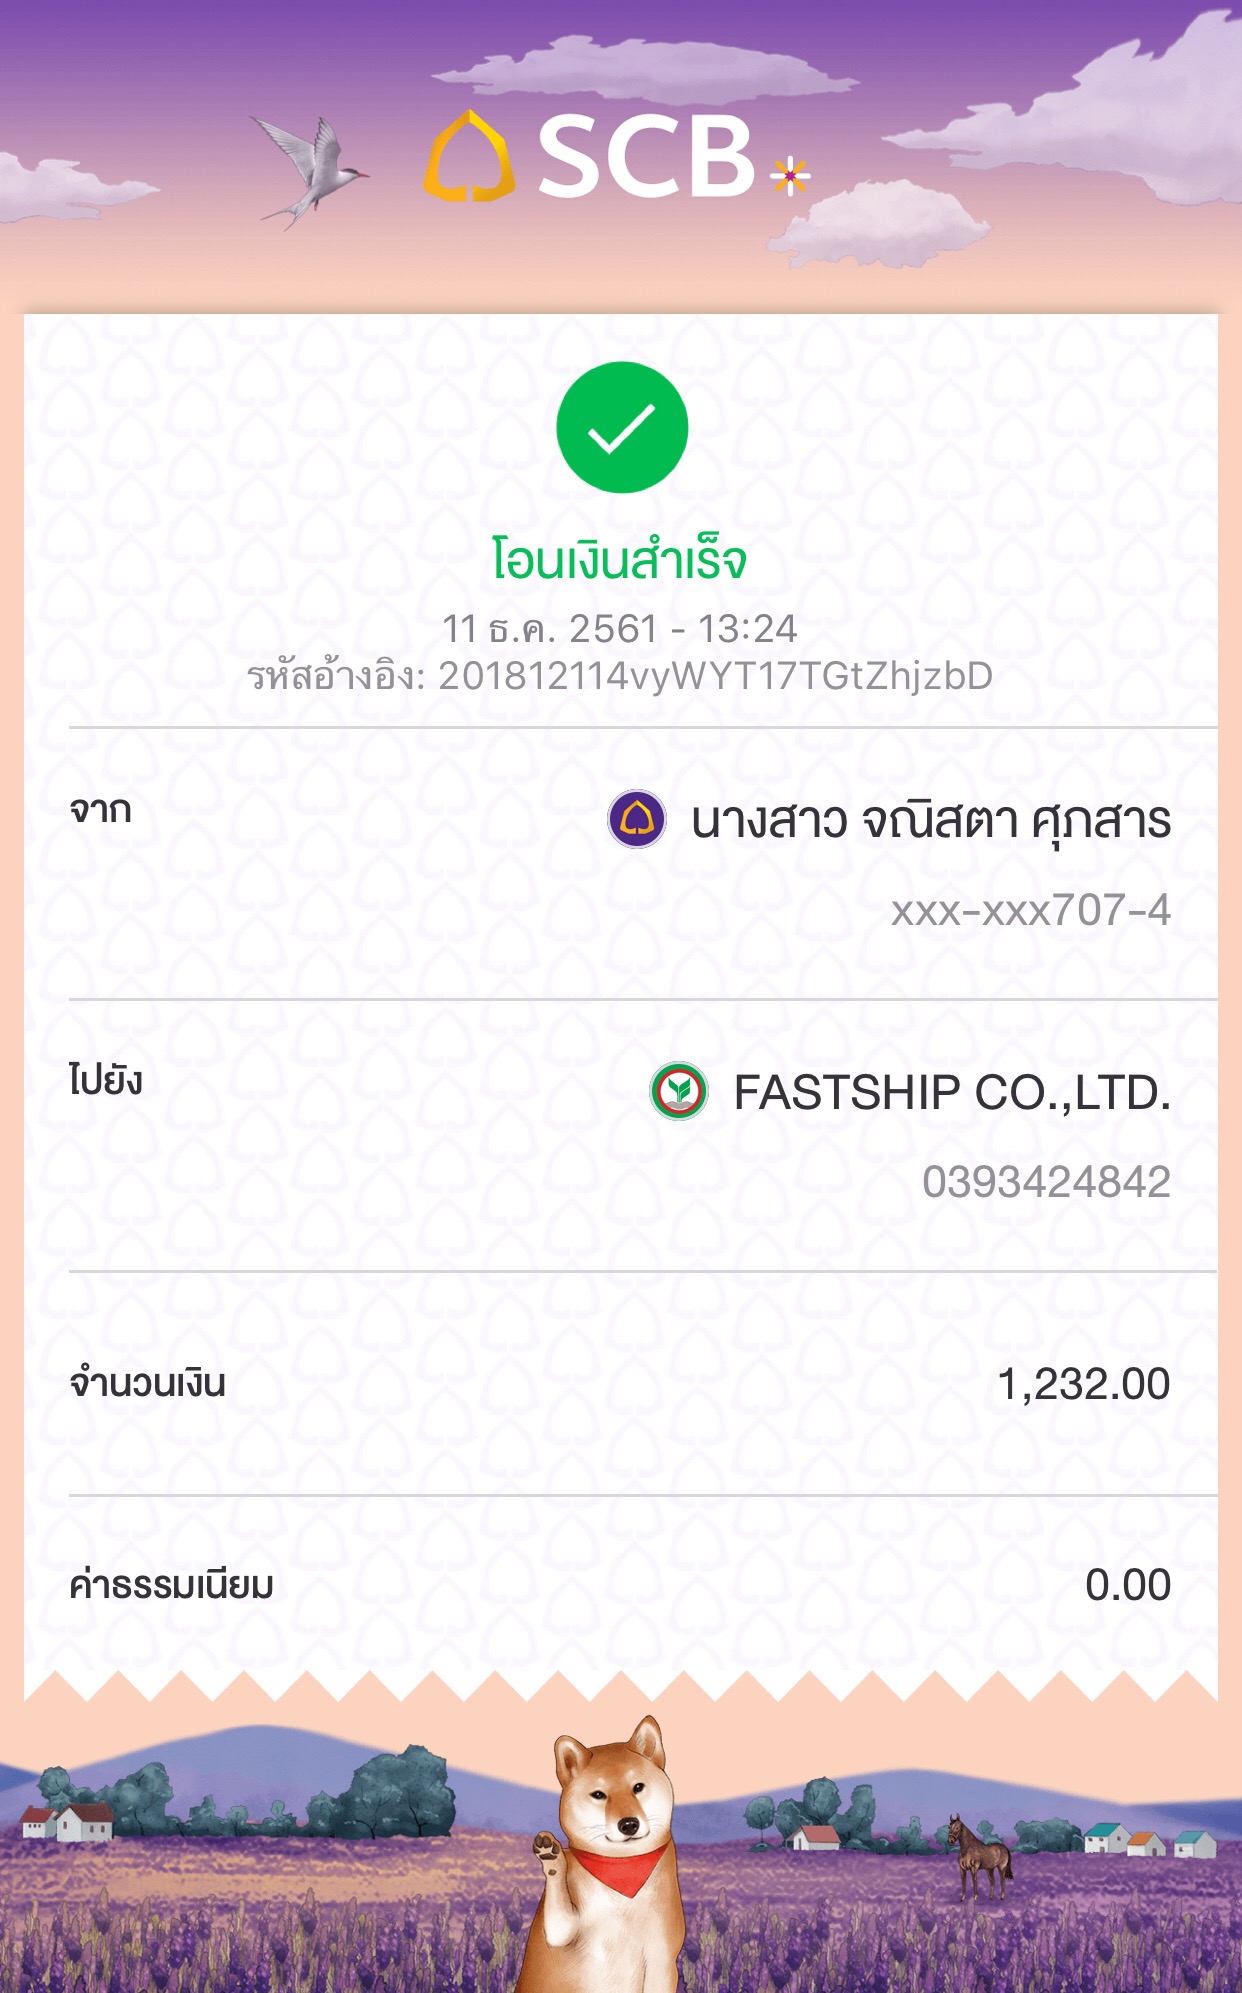 SCB
โอนเงินสำเร็จ
11 ธ.ค. 2561 - 13:24
รหัสอ้างอิง: 201812114vyWYT17TGtZhjzbD
จาก
นางสาว จณิสตา ศุภสาร
xxx-xxx707-4
ไปยัง
FASTSHIP CO.,LTD.
0393424842
จำนวนเงิน
1,232.00
ค่าธรรมเนียม
0.00